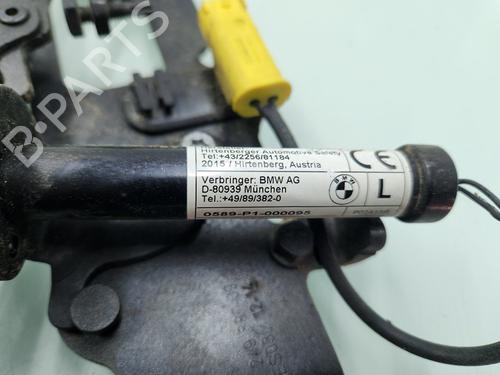 Hirtenberger Automotive Safety
Tel:+43/2256/81184
2015 / Hirtenberg, Austria
Verbringer: BMW AG
D-80939 München
Tel.:+49/89/382-0
0589-P1-000095
CE
BMW
L
B-PARTS